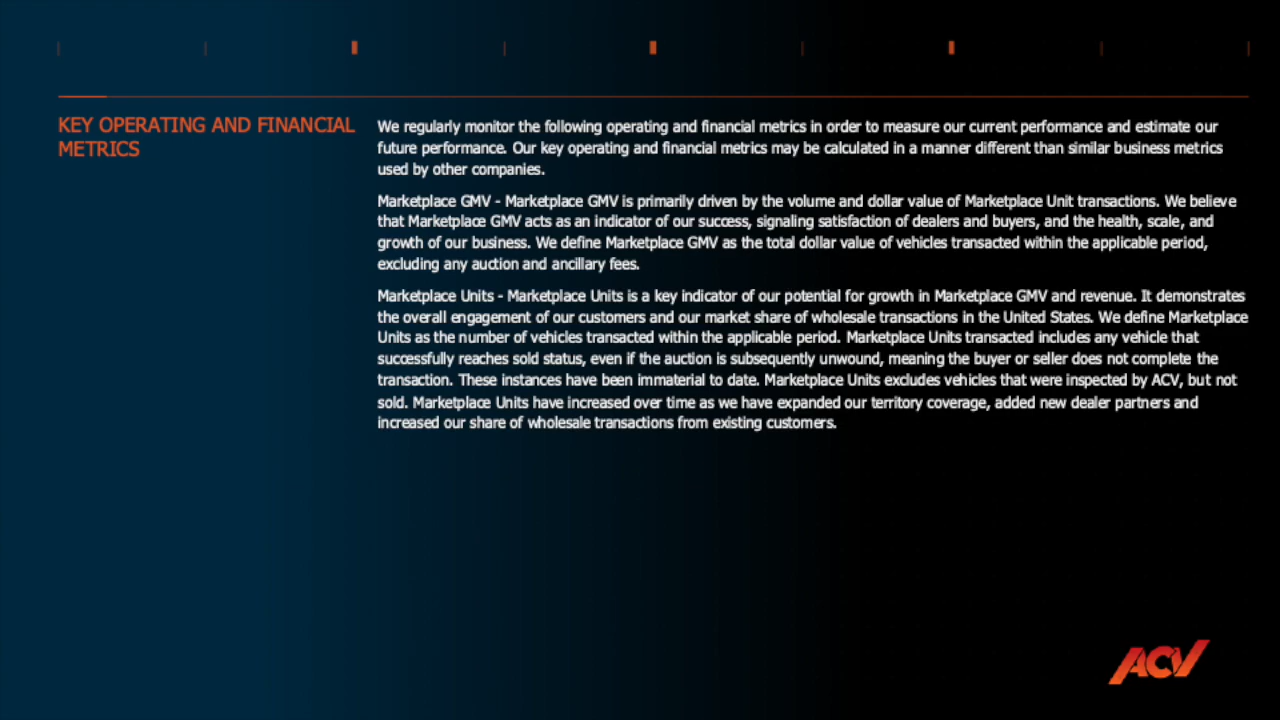 KEY OPERATING AND FINANCIAL
METRICS
We regularly monitor the following operating and financial metrics in order to measure our current performance and estimate our
future performance. Our key operating and financial metrics may be calculated in a manner different than similar business metrics
used by other companies.
Marketplace GMV - Marketplace GMV is primarily driven by the volume and dollar value of Marketplace Unit transactions. We believe
that Marketplace GMV acts as an indicator of our success, signaling satisfaction of dealers and buyers, and the health, scale, and
growth of our business. We define Marketplace GMV as the total dollar value of vehicles transacted within the applicable period,
excluding any auction and ancillary fees.
Marketplace Units - Marketplace Units is a key indicator of our potential for growth in Marketplace GMV and revenue. It demonstrates
the overall engagement of our customers and our market share of wholesale transactions in the United States. We define Marketplace
Units as the number of vehicles transacted within the applicable period. Marketplace Units transacted includes any vehicle that
successfully reaches sold status, even if the auction is subsequently unwound, meaning the buyer or seller does not complete the
transaction. These instances have been immaterial to date. Marketplace Units excludes vehicles that were inspected by ACV, but not
sold. Marketplace Units have increased over time as we have expanded our territory coverage, added new dealer partners and
increased our share of wholesale transactions from existing customers.
ACV